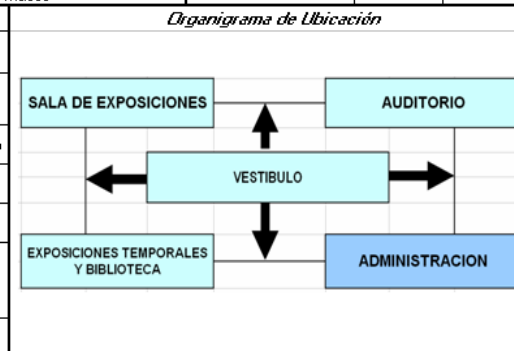 Organigrama de Ubicación
SALA DE EXPOSICIONES
AUDITORIO
VESTIBULO
EXPOSICIONES TEMPORALES
Y BIBLIOTECA
ADMINISTRACION